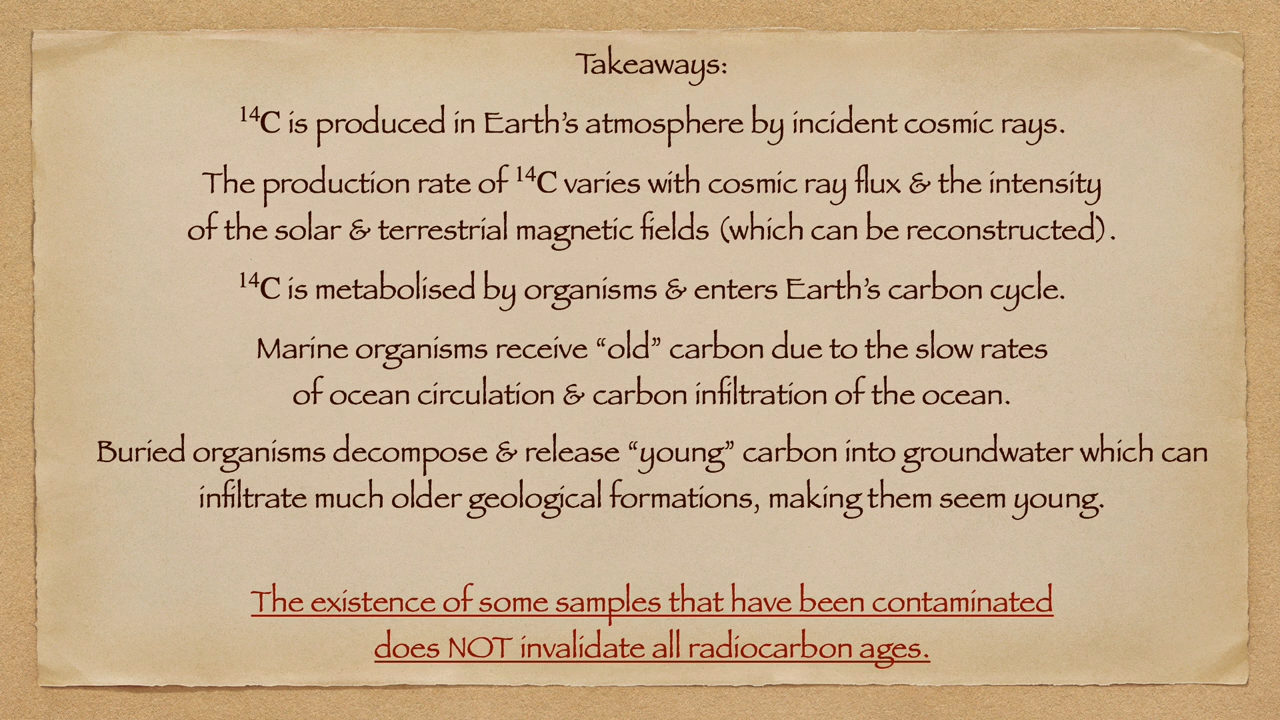 Takeaways:
¹⁴C is produced in Earth's atmosphere by incident cosmic rays.
The production rate of ¹⁴C varies with cosmic ray flux & the intensity
of the solar & terrestrial magnetic fields (which can be reconstructed).
¹⁴C is metabolised by organisms & enters Earth's carbon cycle.
Marine organisms receive “old” carbon due to the slow rates
of ocean circulation & carbon infiltration of the ocean.
Buried organisms decompose & release “young” carbon into groundwater which can
infiltrate much older geological formations, making them seem young.
The existence of some samples that have been contaminated
does NOT invalidate all radiocarbon ages.